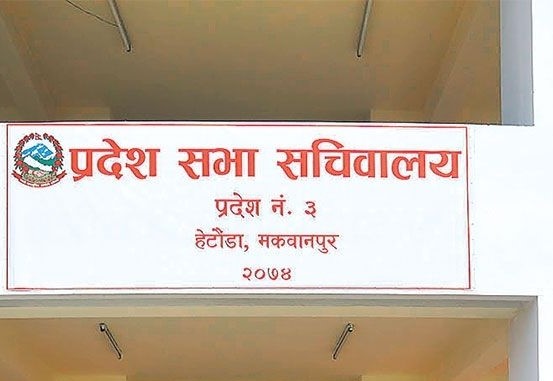 प्रदेश सभा सचिवालय
प्रदेश नं. ३
हेटौंडा, मकवानपुर
२०७४